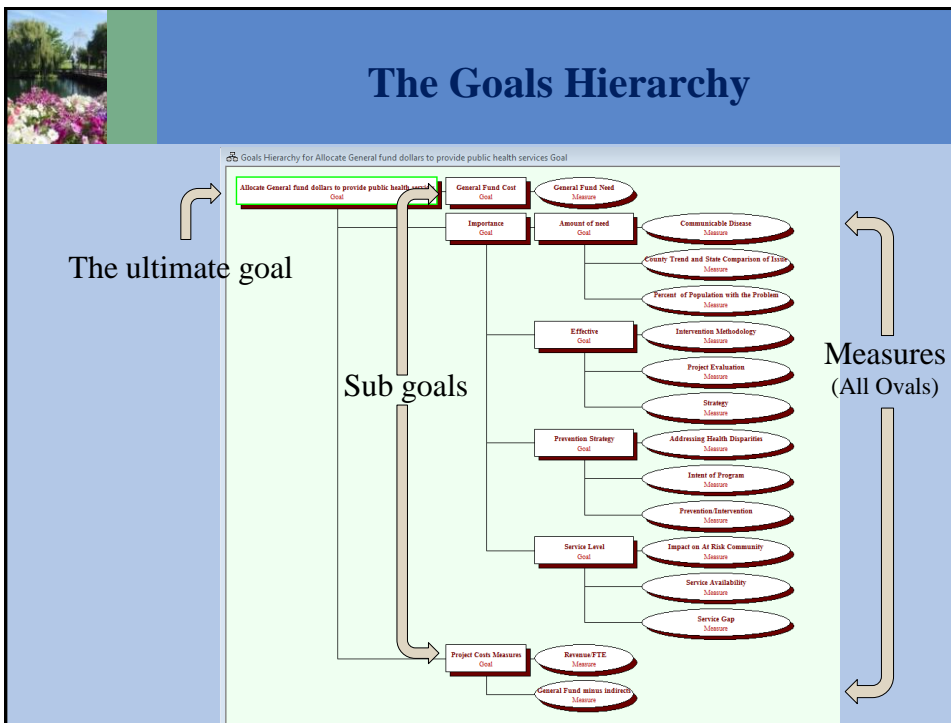 The Goals Hierarchy
Goals Hierarchy for Allocate General fund dollars to provide public health services Goal
Allocate General fund dollars to provide public health servic
Goal
General Fund Cost
Goal
General Fund Need
Measure
Importance
Goal
Amount of need
Goal
Communicable Disease
Measure
County Trend and State Comparison of Issue
Measure
Percent of Population with the Problem
Measure
Effective
Goal
Intervention Methodology
Measure
Project Evaluation
Measure
Strategy
Measure
Prevention Strategy
Goal
Addressing Health Disparities
Measure
Intent of Program
Measure
Prevention/Intervention
Measure
Service Level
Goal
Impact on At Risk Community
Measure
Service Availability
Measure
Service Gap
Measure
Project Costs Measures
Goal
Revenue/FTE
Measure
General Fund minus indirect
Measure
The ultimate goal
Sub goals
Measures
(All Ovals)